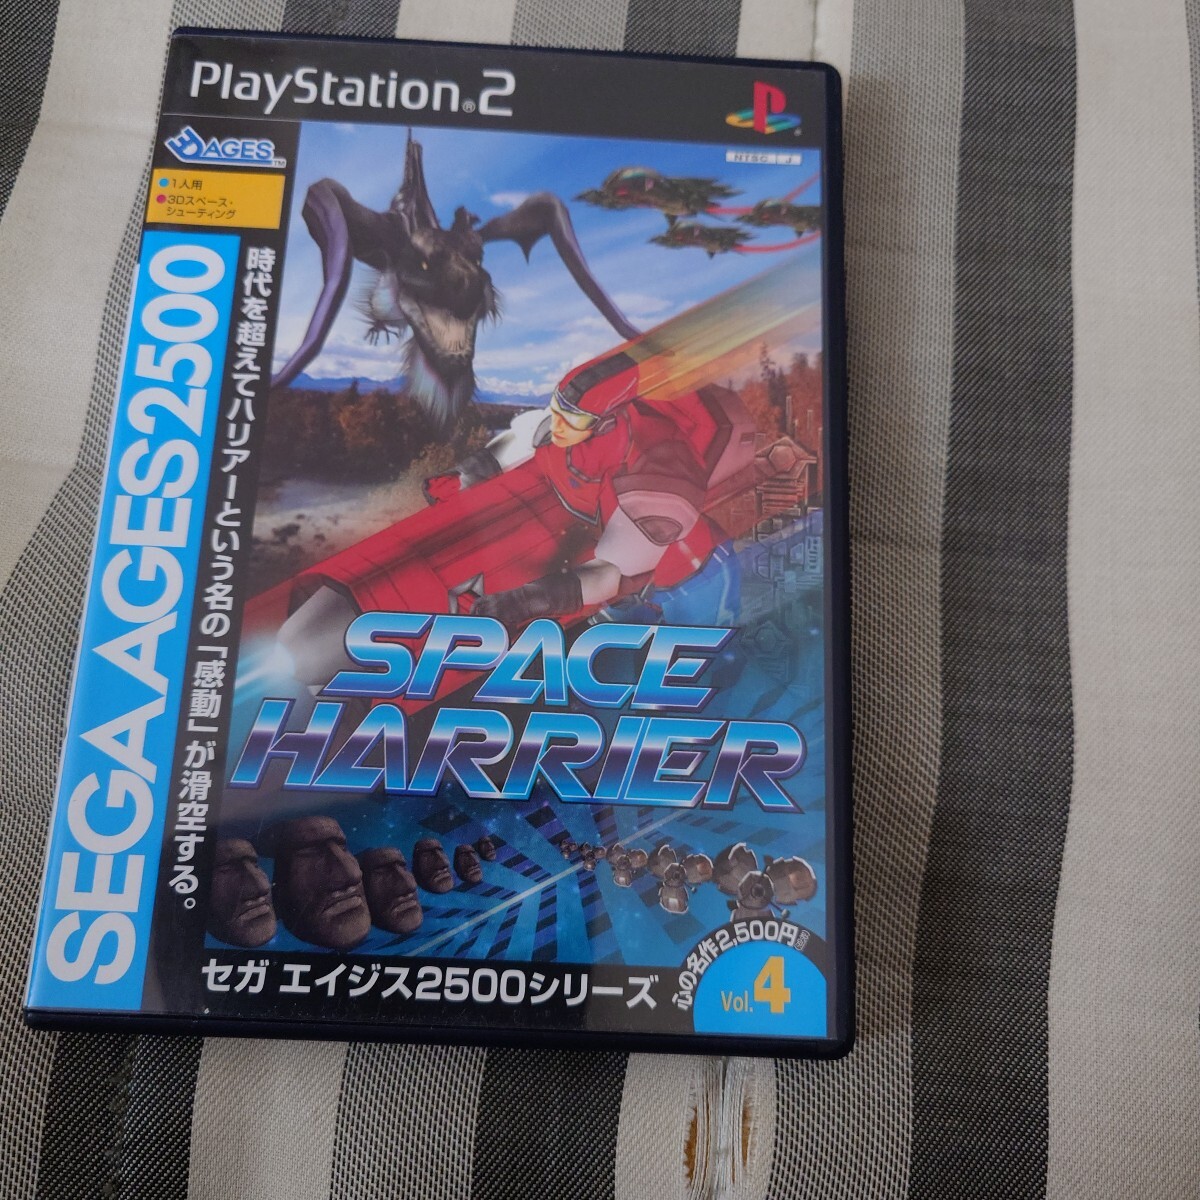 PlayStation®2
NTSC J
3D AGES™
1人用
3Dスペース・
シューティング
SEGA AGES 2500
時代を超えてハリアーという名の「感動」が滑空する。
SPACE
HARRIER
心の名作2,500円
セガ エイジス2500シリーズ
Vol.4